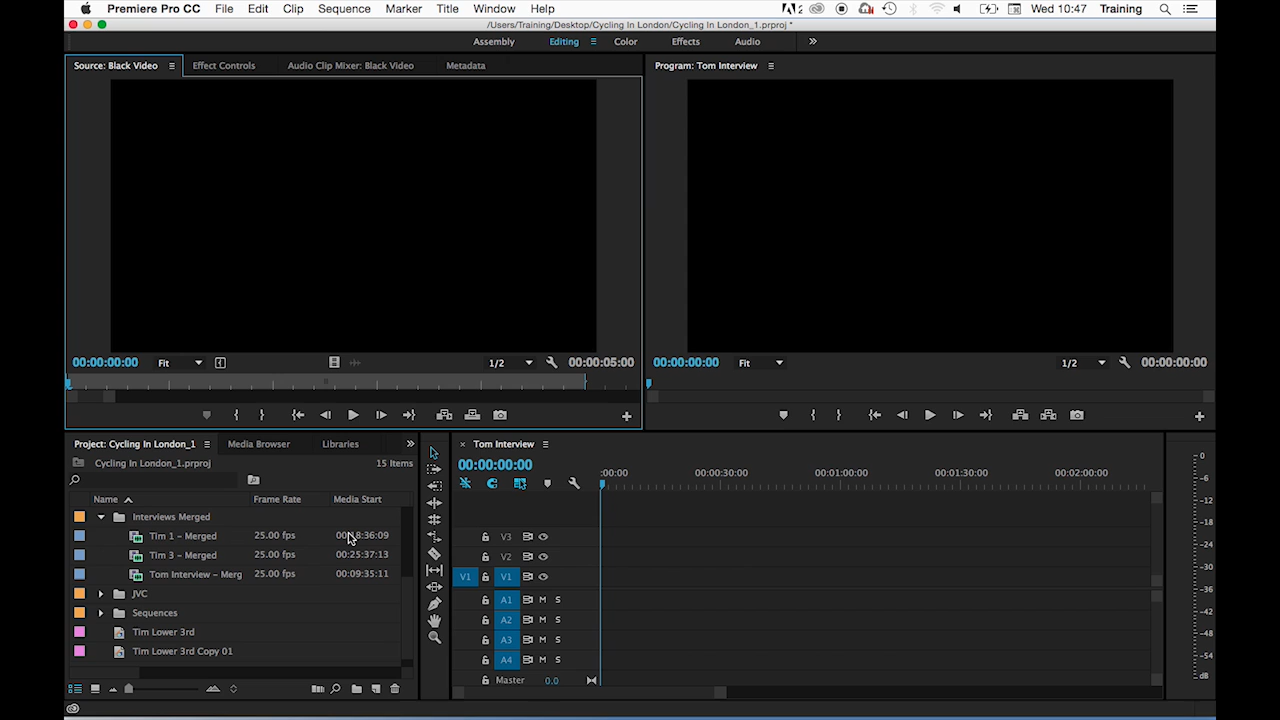 Premiere Pro CC File Edit Clip Sequence Marker Title Window Help 2 Wed 10:47 Training
/Users/Training/Desktop/Cycling In London/Cycling In London_1.prproj *
Assembly Editing Color Effects Audio
Source: Black Video Effect Controls Audio Clip Mixer: Black Video Metadata
Program: Tom Interview
00:00:00:00 Fit 1/2 00:00:05:00
00:00:00:00 Fit 1/2 00:00:00:00
Project: Cycling In London_1 Media Browser Libraries
Cycling In London_1.prproj 15 Items
Name Frame Rate Media Start
Interviews Merged
Tim 1 – Merged 25.00 fps 00:18:36:09
Tim 3 – Merged 25.00 fps 00:25:37:13
Tom Interview – Merg 25.00 fps 00:09:35:11
JVC
Sequences
Tim Lower 3rd
Tim Lower 3rd Copy 01
× Tom Interview
00:00:00:00
:00:00 00:00:30:00 00:01:00:00 00:01:30:00 00:02:00:00
V3
V2
V1 V1
A1 M S
A2 M S
A3 M S
A4 M S
Master 0.0
0
-6
-12
-18
-24
-30
-36
-42
-48
-54
dB